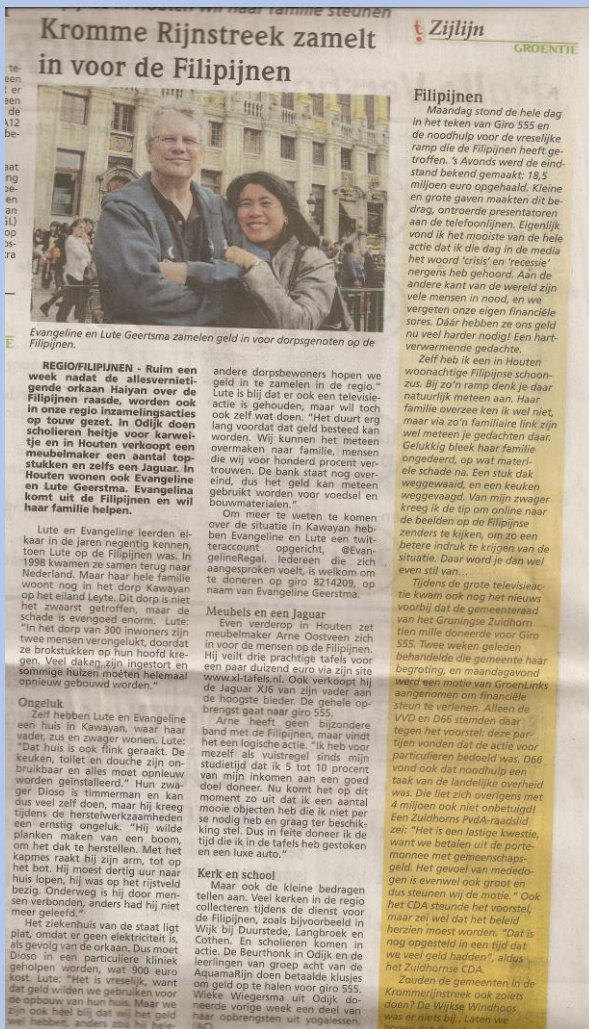 Kromme Rijnstreek zamelt
in voor de Filipijnen
Evangeline en Lute Geertsma zamelen geld in voor dorpsgenoten op de
Filipijnen.
REGIO/FILIPIJNEN - Ruim een
week nadat de allesverniet-
gende orkaan Haiyan over de
Filipijnen raasde, worden ook
in onze regio inzamelingsacties
op touw gezet. In Odijk doen
scholieren heitje voor karwei-
tje en in Houten verkoopt een
meubelmaker een aantal top-
stukken en zelfs een Jaguar. In
Houten wonen ook Evangeline
en Lute Geerstma. Evangelina
komt uit de Filipijnen en wil
haar familie helpen.
Lute en Evangeline leerden el-
kaar in de jaren negentig kennen,
toen Lute op de Filipijnen was. In
1998 kwamen ze samen terug naar
Nederland. Maar haar hele familie
woont nog in het dorp Kawayan
op het eiland Leyte. Dit dorp is niet
het zwaarst getroffen, maar de
schade is evengoed enorm. Lute:
"In het dorp van 300 inwoners zijn
twee mensen verongelukt, doordat
ze brokstukken op hun hoofd kre-
gen. Veel daken zijn ingestort en
sommige huizen moeten helemaal
opnieuw gebouwd worden."
Ongeluk
Zelf hebben Lute en Evangeline
een huis in Kawayan, waar haar
vader, zus en zwager wonen. Lute:
"Dat huis is ook flink geraakt. De
keuken, toilet en douche zijn on-
bruikbaar en alles moet opnieuw
worden geïnstalleerd." Hun zwa-
ger Dioso is timmerman en kan
dus veel zelf doen, maar hij kreeg
tijdens de herstelwerkzaamheden
een ernstig ongeluk. "Hij wilde
planken maken van een boom,
om het dak te herstellen. Met het
kapmes raakt hij zijn arm, tot op
het bot. Hij moest dertig uur naar
huis lopen, hij was op het rijstveld
bezig. Onderweg is hij door men-
sen verbonden, anders had hij niet
meer geleefd."
Het ziekenhuis van de staat ligt
plat, omdat er geen elektriciteit is,
als gevolg van de orkaan. Dus moet
Dioso in een particuliere kliniek
geholpen worden, wat 900 euro
kost. Lute: "Het is vreselijk, want
dat geld wilden we gebruiken voor
de opbouw van hun huis. Maar we
zijn ook heel blij dat wij het geld
wel hebben, anders zou hij hele-
andere dorpsbewoners hopen we
geld in te zamelen in de regio."
Lute is blij dat er ook een televisie-
actie is gehouden, maar wil toch
ook zelf wat doen. "Het duurt erg
lang voordat dat geld besteed kan
worden. Wij kunnen het meteen
overmaken naar familie, mensen
die wij voor honderd procent ver-
trouwen. De bank staat nog over-
eind, dus het geld kan meteen
gebruikt worden voor voedsel en
bouwmaterialen."
Om meer te weten te komen
over de situatie in Kawayan heb-
ben Evangeline en Lute een twit-
teraccount opgericht, @Evan-
gelineRegal. Iedereen die zich
aangesproken voelt, is welkom om
te doneren op giro 8214209, op
naam van Evangeline Geerstma.
Meubels en een Jaguar
Even verderop in Houten zet
meubelmaker Arne Oostveen zich
in voor de mensen op de Filipijnen.
Hij veilt drie prachtige tafels voor
een paar duizend euro via zijn site
www.xl-tafels.nl. Ook verkoopt hij
de Jaguar XJ6 van zijn vader aan
de hoogste bieder. De gehele op-
brengst gaat naar giro 555.
Arne heeft geen bijzondere
band met de Filipijnen, maar vindt
het een logische actie. "Ik heb voor
mezelf als vuistregel sinds mijn
studietijd dat ik 5 tot 10 procent
van mijn inkomen aan een goed
doel doneer. Nu komt het op dit
moment zo uit dat ik een aantal
mooie objecten heb die ik niet per
se nodig heb en graag ter beschik-
king stel. Dus in feite doneer ik de
tijd die ik in de tafels heb gestoken
en een luxe auto."
Kerk en school
Maar ook de kleine bedragen
tellen aan. Veel kerken in de regio
collecteren tijdens de dienst voor
de Filipijnen, zoals bijvoorbeeld in
Wijk bij Duurstede, Langbroek en
Cothen. En scholieren komen in
actie. De Beurthonk in Odijk en de
leerlingen van groep acht van de
AquamaRijn doen betaalde klusjes
om geld op te halen voor giro 555.
Wieke Wiegersma uit Odijk do-
neerde vorige week een deel van
haar opbrengsten uit yogalessen.
Zijlijn
GROENTJE
Filipijnen
Maandag stond de hele dag
in het teken van Giro 555 en
de noodhulp voor de vreselijke
ramp die de Filipijnen heeft ge-
troffen. 's Avonds werd de eind-
stand bekend gemaakt: 18,5
miljoen euro opgehaald. Kleine
en grote gaven maakten dit be-
drag, ontroerde presentatoren
aan de telefoonlijnen. Eigenlijk
vond ik het mooiste van de hele
actie dat ik die dag in de media
het woord 'crisis' en 'recessie'
nergens heb gehoord. Aan de
andere kant van de wereld zijn
vele mensen in nood, en we
vergeten onze eigen financiële
sores. Dáár hebben ze ons geld
nu veel harder nodig! Een hart-
verwarmende gedachte.
Zelf heb ik een in Houten
woonachtige Filipijnse schoon-
zus. Bij zo'n ramp denk je daar
natuurlijk meteen aan. Haar
familie overzee ken ik wel niet,
maar via zo'n familiaire link zijn
wel meteen je gedachten daar.
Gelukkig bleek haar familie
ongedeerd, op wat materi-
ele schade na. Een stuk dak
weggewaaid, en een keuken
weggevaagd. Van mijn zwager
kreeg ik de tip om online naar
de beelden op de Filipijnse
zenders te kijken, om zo een
betere indruk te krijgen van de
situatie. Daar word je dan wel
even stil van...
Tijdens de grote televisieac-
tie kwam ook nog het nieuws
voorbij dat de gemeenteraad
van het Groningse Zuidhorn
tien mille doneerde voor Giro
555. Twee weken geleden
behandelde die gemeente haar
begroting, en maandagavond
werd een motie van GroenLinks
aangenomen om financiële
steun te verlenen. Alleen de
VVD en D66 stemden daar
tegen het voorstel: deze par-
tijen vonden dat de actie voor
particulieren bedoeld was. D66
vond ook dat noodhulp een
taak van de landelijke overheid
was. Die liet zich overigens met
4 miljoen ook niet onbetuigd!
Een Zuidhorns PvdA-raadslid
zei: "Het is een lastige kwestie,
want we betalen uit de porte-
monnee met gemeenschaps-
geld. Het gevoel van mededo-
gen is evenwel ook groot en
dus steunen wij de motie." Ook
het CDA steunde het voorstel,
maar zei wel dat het beleid
herzien moest worden. "Dat is
nog opgesteld in een tijd dat
we veel geld hadden", aldus
het Zuidhornse CDA.
Zouden de gemeenten in de
Krommerijnstreek ook zoiets
doen? De Wijkse Windhoos
was er niets bij. Laten we